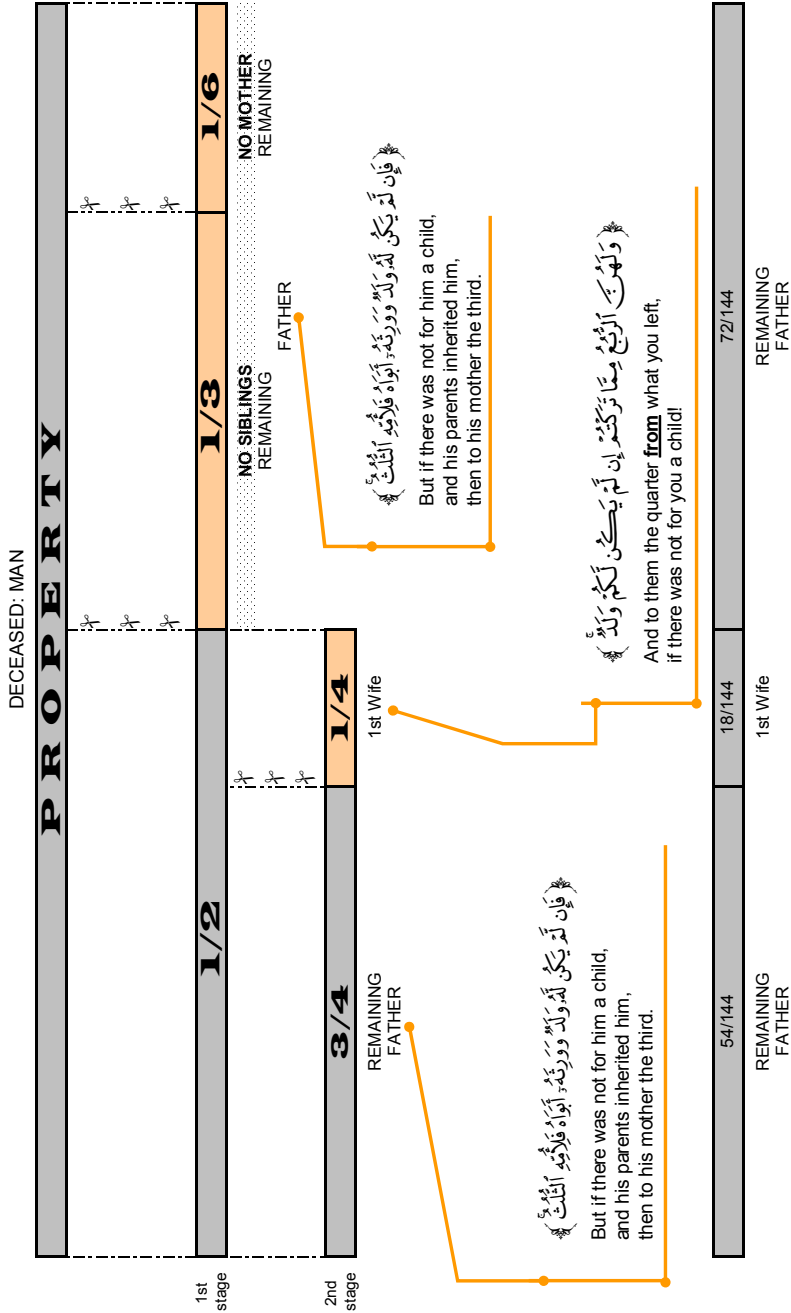 DECEASED: MAN
PROPERTY
1st
stage
1/2
1/3
1/6
NO SIBLINGS
REMAINING
NO MOTHER
REMAINING
2nd
stage
3/4
1/4
REMAINING
FATHER
1st Wife
FATHER
﴿ فَإِن لَّمْ يَكُن لَّهُۥ وَلَدٌ وَوَرِثَهُۥٓ أَبَوَاهُ فَلِأُمِّهِ ٱلثُّلُثُ ۚ ﴾
But if there was not for him a child,
and his parents inherited him,
then to his mother the third.
﴿ فَإِن لَّمْ يَكُن لَّهُۥ وَلَدٌ وَوَرِثَهُۥٓ أَبَوَاهُ فَلِأُمِّهِ ٱلثُّلُثُ ۚ ﴾
But if there was not for him a child,
and his parents inherited him,
then to his mother the third.
﴿ وَلَهُنَّ ٱلرُّبُعُ مِمَّا تَرَكْتُمْ إِن لَّمْ يَكُن لَّكُمْ وَلَدٌ ۚ ﴾
And to them the quarter from what you left,
if there was not for you a child!
54/144
18/144
72/144
REMAINING
FATHER
1st Wife
REMAINING
FATHER